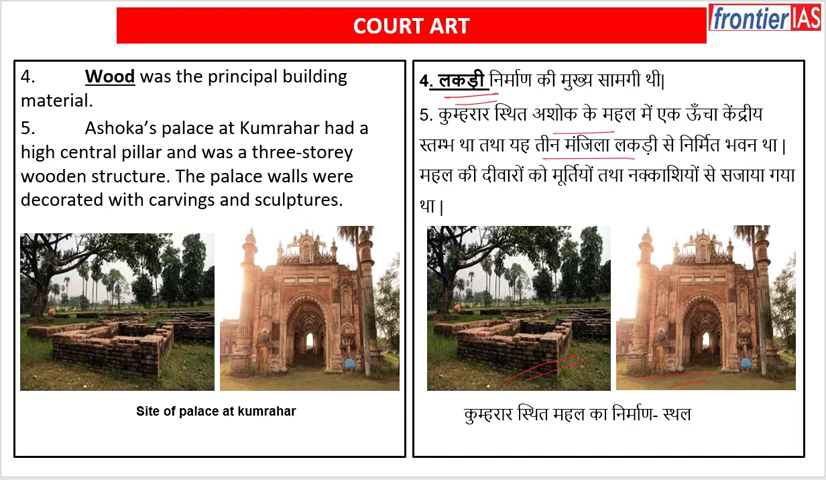 COURT ART
frontierIAS
4. Wood was the principal building
material.
5. Ashoka's palace at Kumrahar had a
high central pillar and was a three-storey
wooden structure. The palace walls were
decorated with carvings and sculptures.
Site of palace at kumrahar
4. लकड़ी निर्माण की मुख्य सामगी थी|
5. कुम्हरार स्थित अशोक के महल में एक ऊँचा केंद्रीय
स्तम्भ था तथा यह तीन मंजिला लकड़ी से निर्मित भवन था |
महल की दीवारों को मूर्तियों तथा नक्काशियों से सजाया गया
था |
कुम्हरार स्थित महल का निर्माण- स्थल